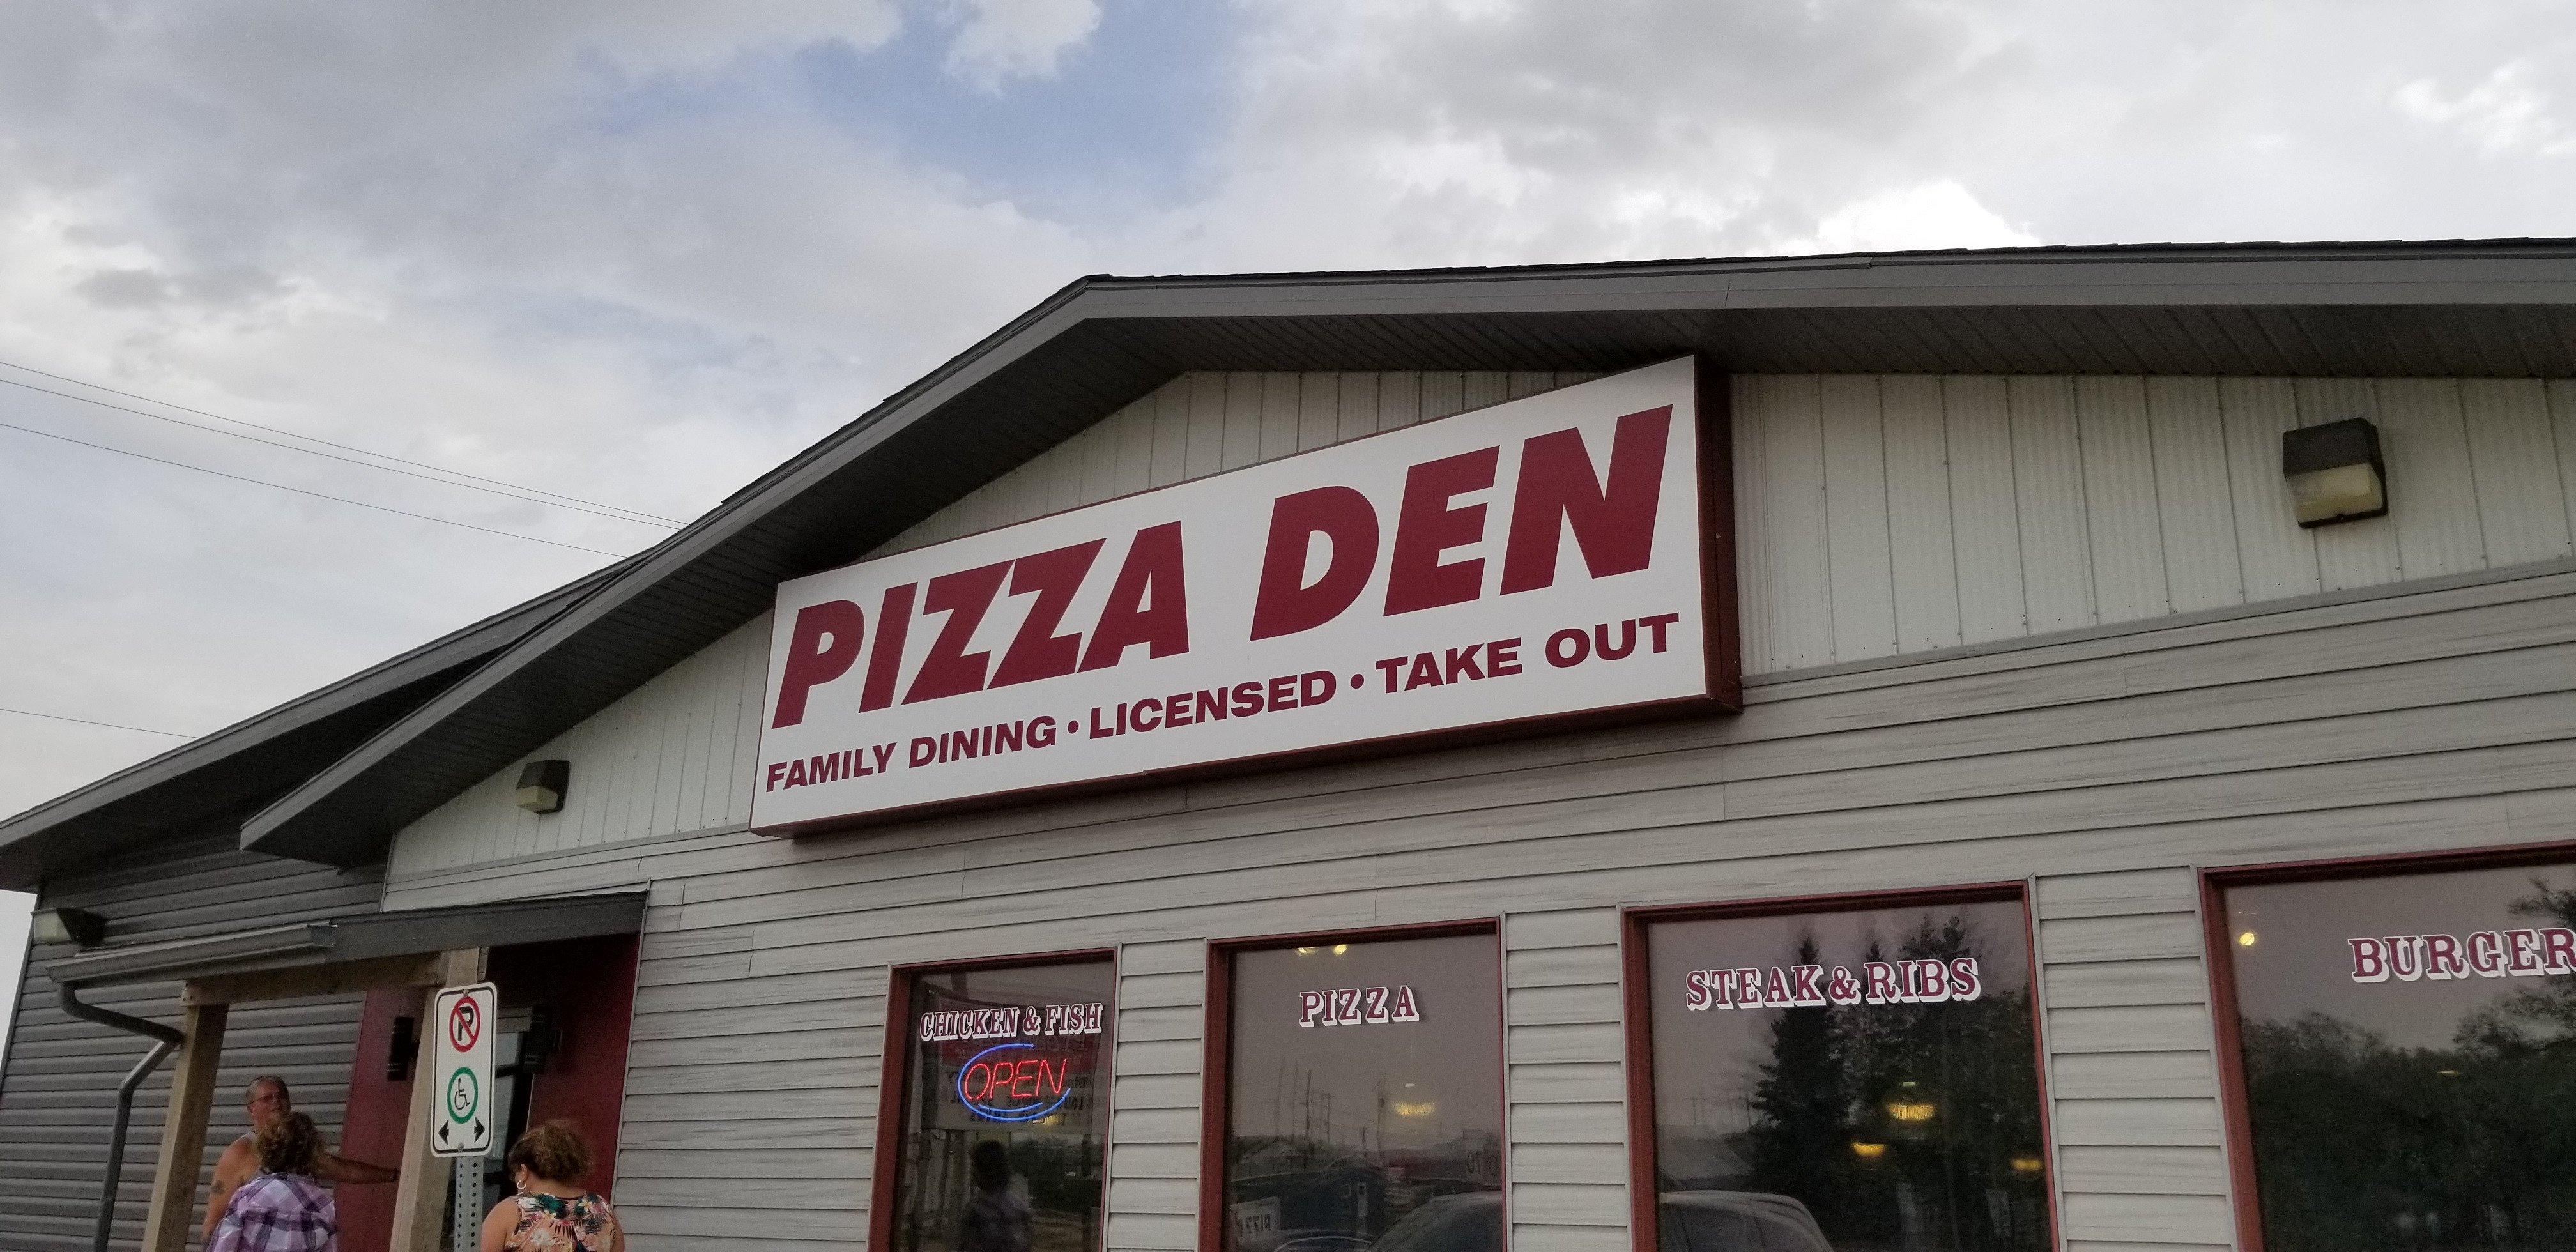 PIZZA DEN
FAMILY DINING • LICENSED • TAKE OUT
CHICKEN & FISH
OPEN
PIZZA
STEAK & RIBS
BURGER
P